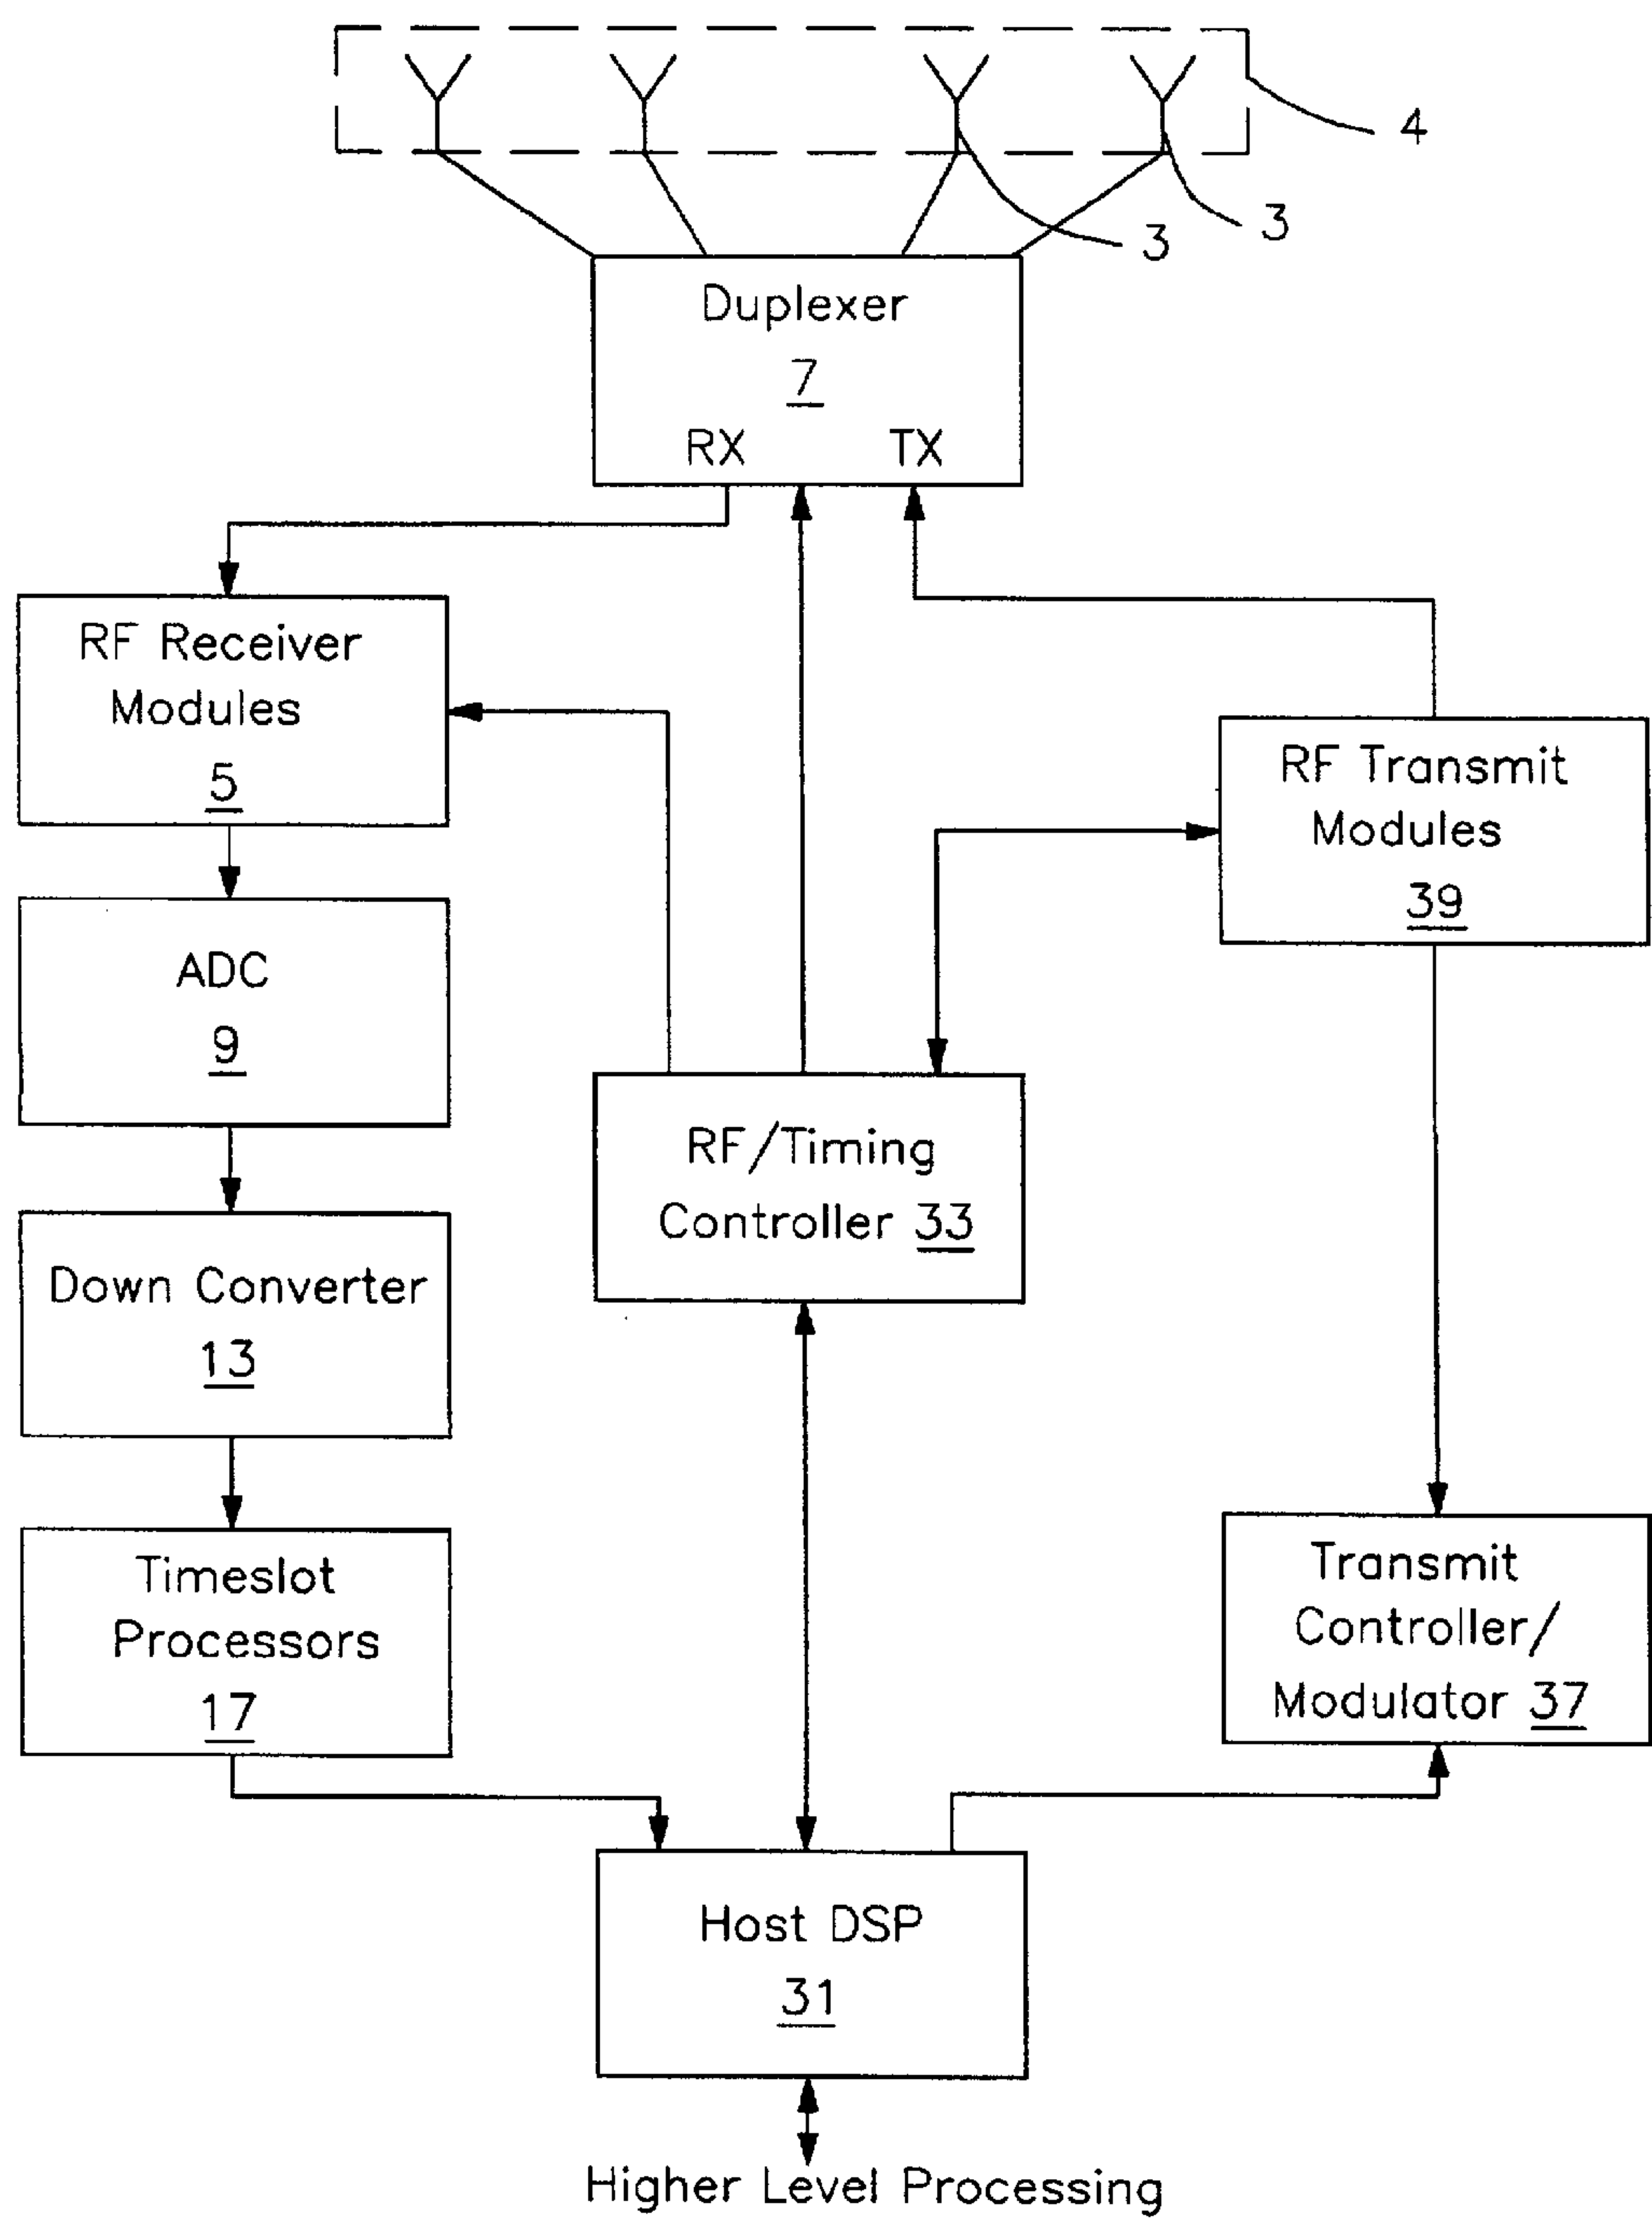 4
3
3
Duplexer
7
RX TX
RF Receiver
Modules
5
RF Transmit
Modules
39
ADC
9
RF/Timing
Controller 33
Down Converter
13
Timeslot
Processors
17
Transmit
Controller/
Modulator 37
Host DSP
31
Higher Level Processing